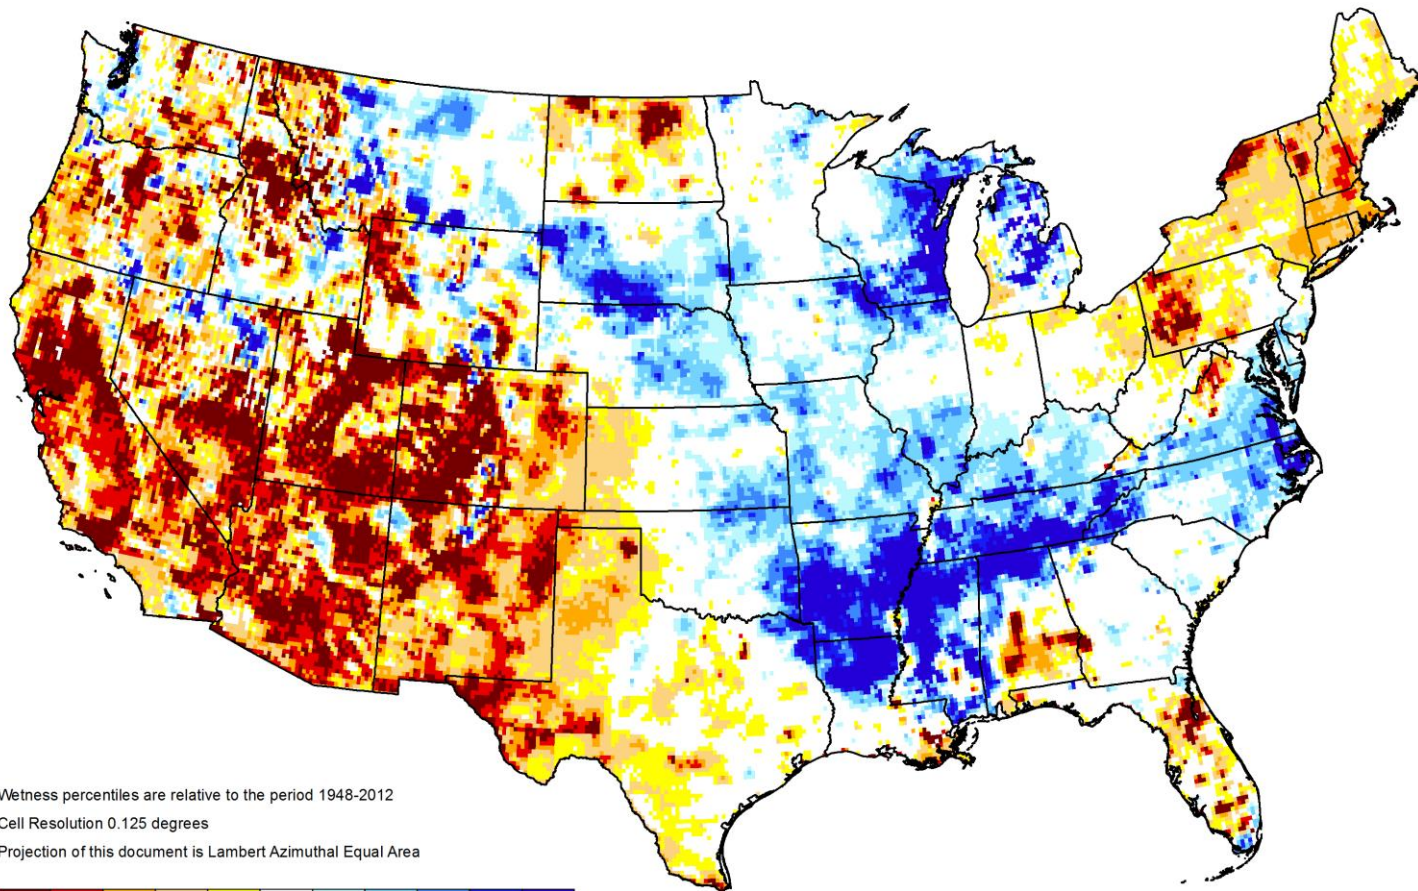 Wetness percentiles are relative to the period 1948-2012
Cell Resolution 0.125 degrees
Projection of this document is Lambert Azimuthal Equal Area